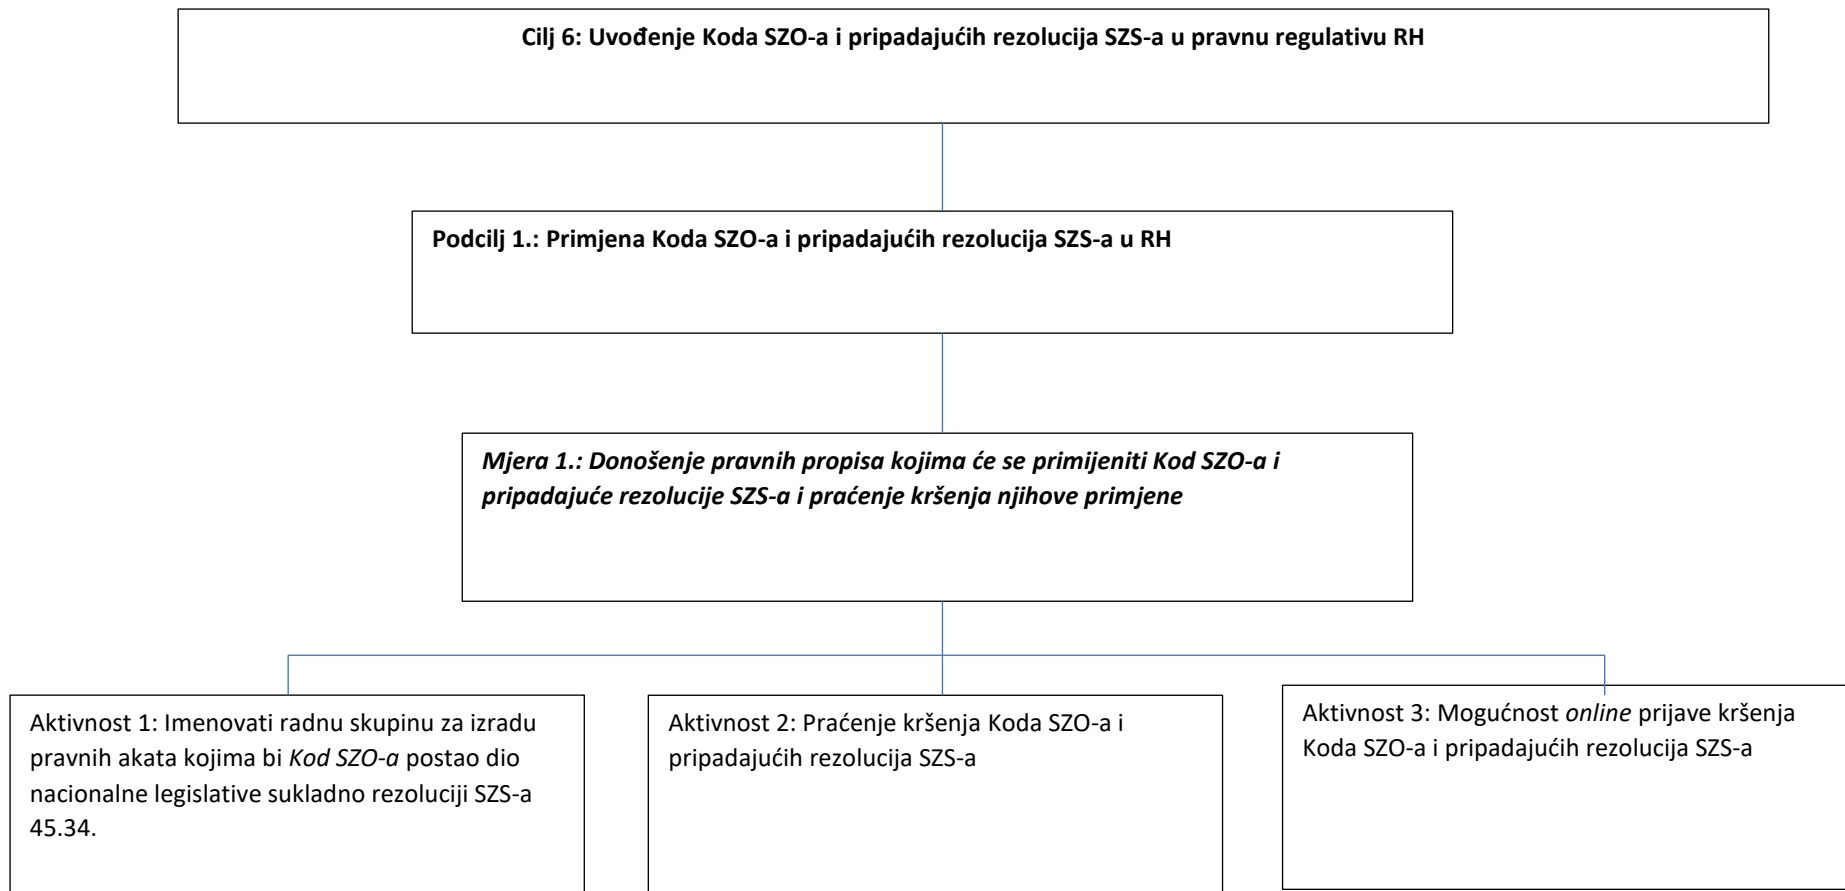 Cilj 6: Uvođenje Koda SZO-a i pripadajućih rezolucija SZS-a u pravnu regulativu RH
Podcilj 1.: Primjena Koda SZO-a i pripadajućih rezolucija SZS-a u RH
Mjera 1.: Donošenje pravnih propisa kojima će se primijeniti Kod SZO-a i
pripadajuće rezolucije SZS-a i praćenje kršenja njihove primjene
Aktivnost 1: Imenovati radnu skupinu za izradu
pravnih akata kojima bi Kod SZO-a postao dio
nacionalne legislative sukladno rezoluciji SZS-a
45.34.
Aktivnost 2: Praćenje kršenja Koda SZO-a i
pripadajućih rezolucija SZS-a
Aktivnost 3: Mogućnost online prijave kršenja
Koda SZO-a i pripadajućih rezolucija SZS-a